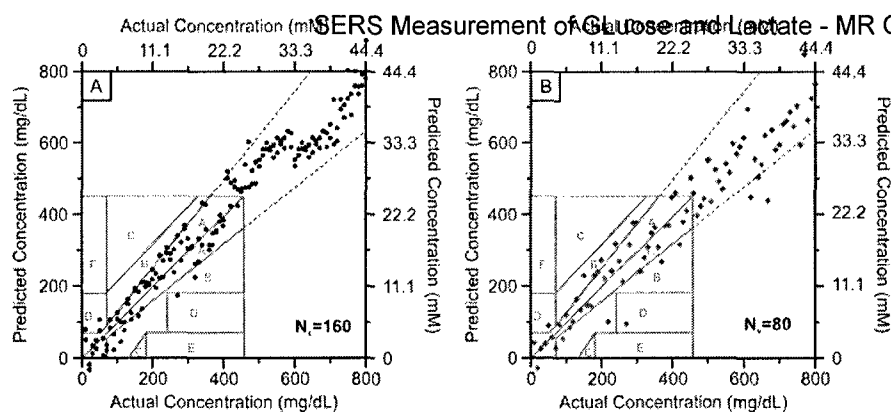 SERS Measurement of GLucose and Lactate - MR C
Actual Concentration (mM)
0 11.1 22.2 33.3 44.4
A
Predicted Concentration (mg/dL)
800
600
400
200
0
44.4
33.3
22.2
11.1
0
Predicted Concentration (mM)
C
A
B
A
F
B
D
D
E
N =160
0 200 400 600 800
Actual Concentration (mg/dL)
0 11.1 22.2 33.3 44.4
B
Predicted Concentration (mg/dL)
800
600
400
200
0
44.4
33.3
22.2
11.1
0
Predicted Concentration (mM)
C
A
B
F
B
D
D
E
N =80
0 200 400 600 800
Actual Concentration (mg/dL)